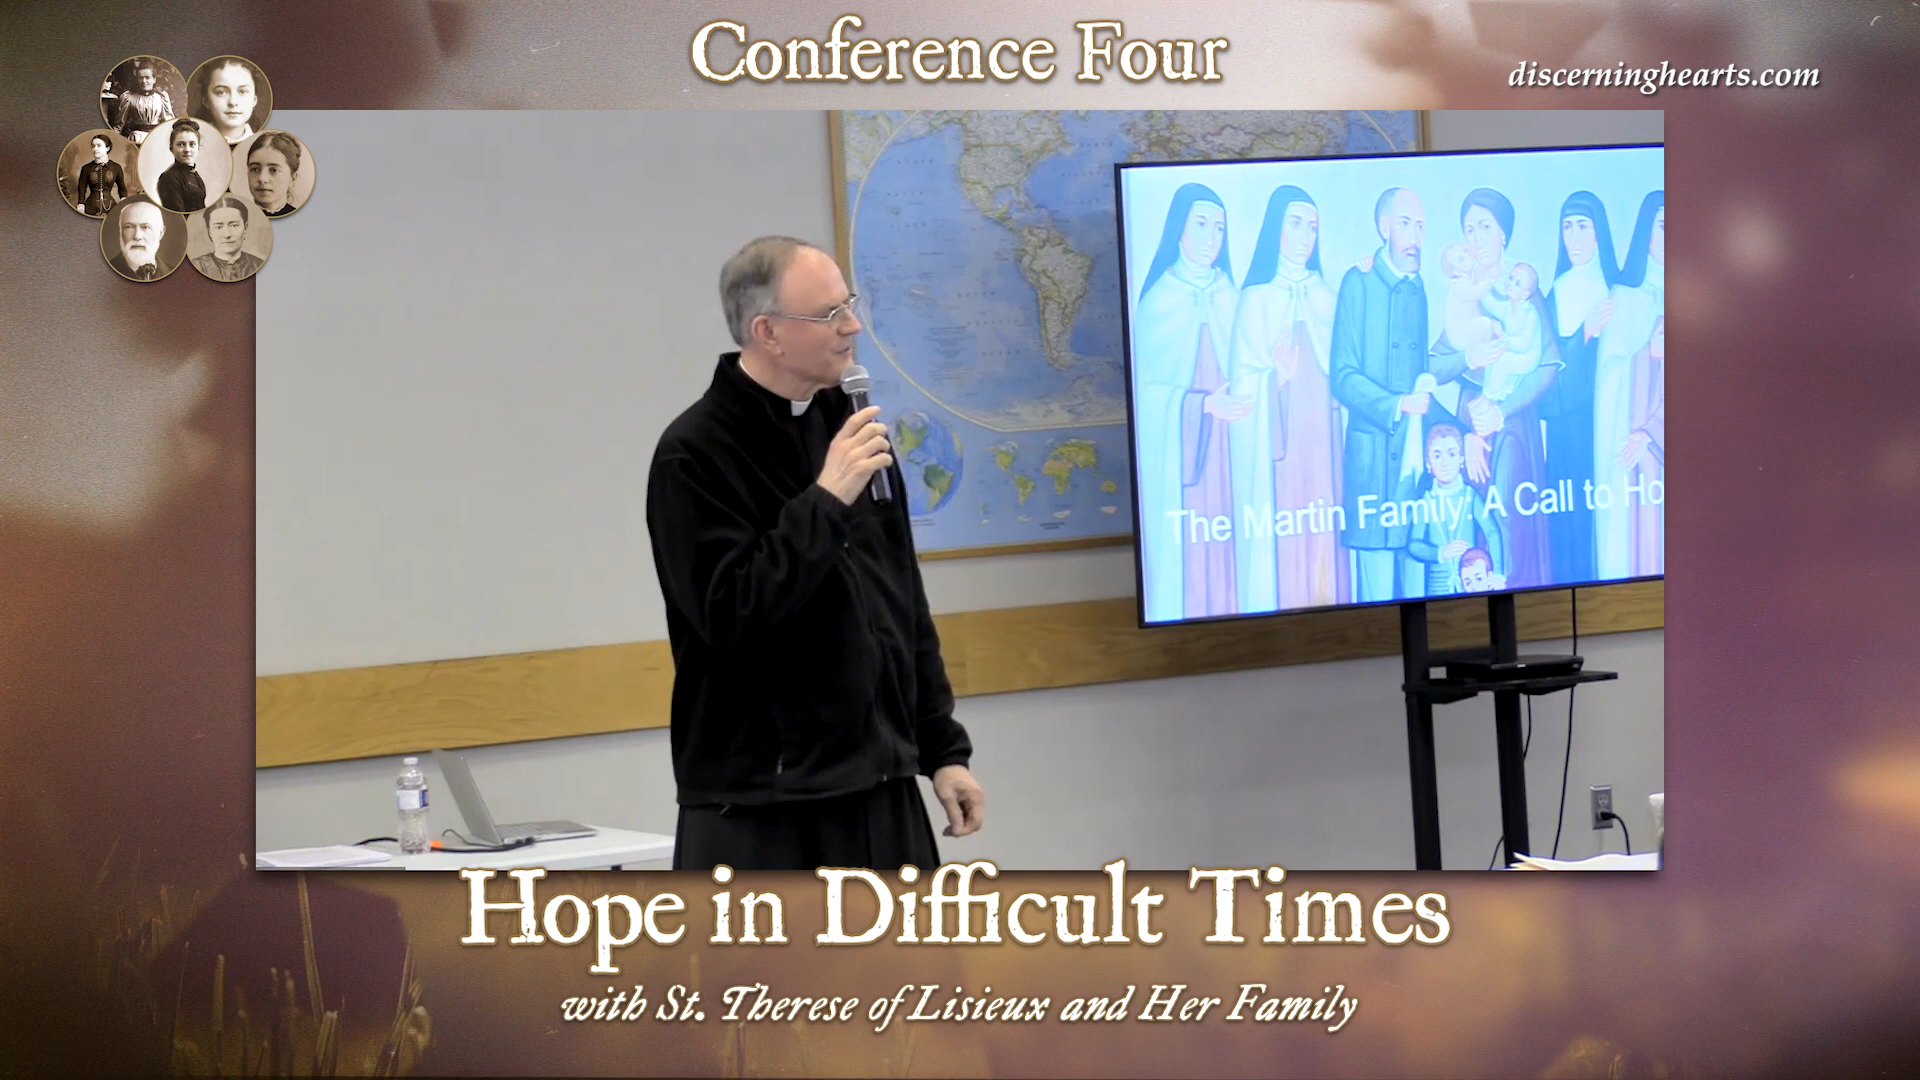 Conference Four
discerninghearts.com
The Martin Family: A Call to Ho
Hope in Difficult Times
with St. Therese of Lisieux and Her Family